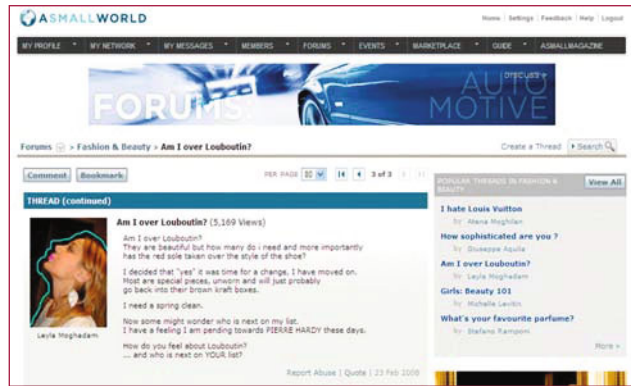 ASMALLWORLD
Home | Settings | Feedback | Help | Logout
MY PROFILE MY NETWORK MY MESSAGES MEMBERS FORUMS EVENTS MARKETPLACE GUIDE ASMALLMAGAZINE
FORUMS
DISCUSS
AUTO
MOTIVE
Forums > Fashion & Beauty > Am I over Louboutin?
Create a Thread Search
Comment Bookmark
PER PAGE 10 3 of 3
THREAD (continued)
Am I over Louboutin? (5,169 Views)
Am I over Louboutin?
They are beautiful but how many do i need and more importantly
has the red sole taken over the style of the shoe?
I decided that "yes" it was time for a change, I have moved on.
Most are special pieces, unworn and will just probably
go back into their brown kraft boxes.
I need a spring clean.
Now some might wonder who is next on my list.
I have a feeling I am pending towards PIERRE HARDY these days.
How do you feel about Louboutin?
... and who is next on YOUR list?
Leyla Moghadam
Report Abuse | Quote | 23 Feb 2008
POPULAR THREADS IN FASHION &
BEAUTY
View All
I hate Louis Vuitton
by Atena Moghdan
How sophisticated are you ?
by Giuseppe Aquila
Am I over Louboutin?
by Leyla Moghadam
Girls: Beauty 101
by Michelle Levitin
What's your favourite parfume?
by Stefano Ramponi
More »